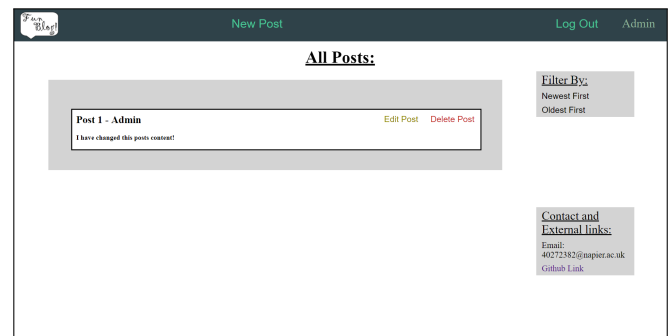 Fun Blog!
New Post
Log Out
Admin
All Posts:
Post 1 - Admin
Edit Post
Delete Post
I have changed this posts content!
Filter By:
Newest First
Oldest First
Contact and
External links:
Email:
40272382@napier.ac.uk
Github Link